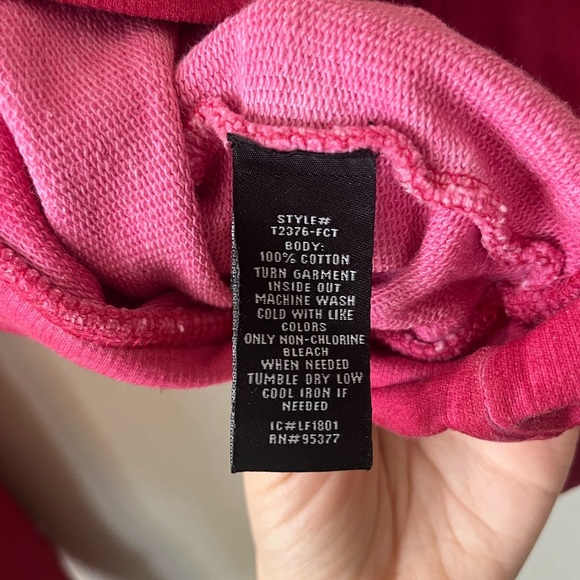 STYLE#
T2376-FCT
BODY:
100% COTTON
TURN GARMENT
INSIDE OUT
MACHINE WASH
COLD WITH LIKE
COLORS
ONLY NON-CHLORINE
BLEACH
WHEN NEEDED
TUMBLE DRY LOW
COOL IRON IF
NEEDED
IC#LF1801
RN#95377